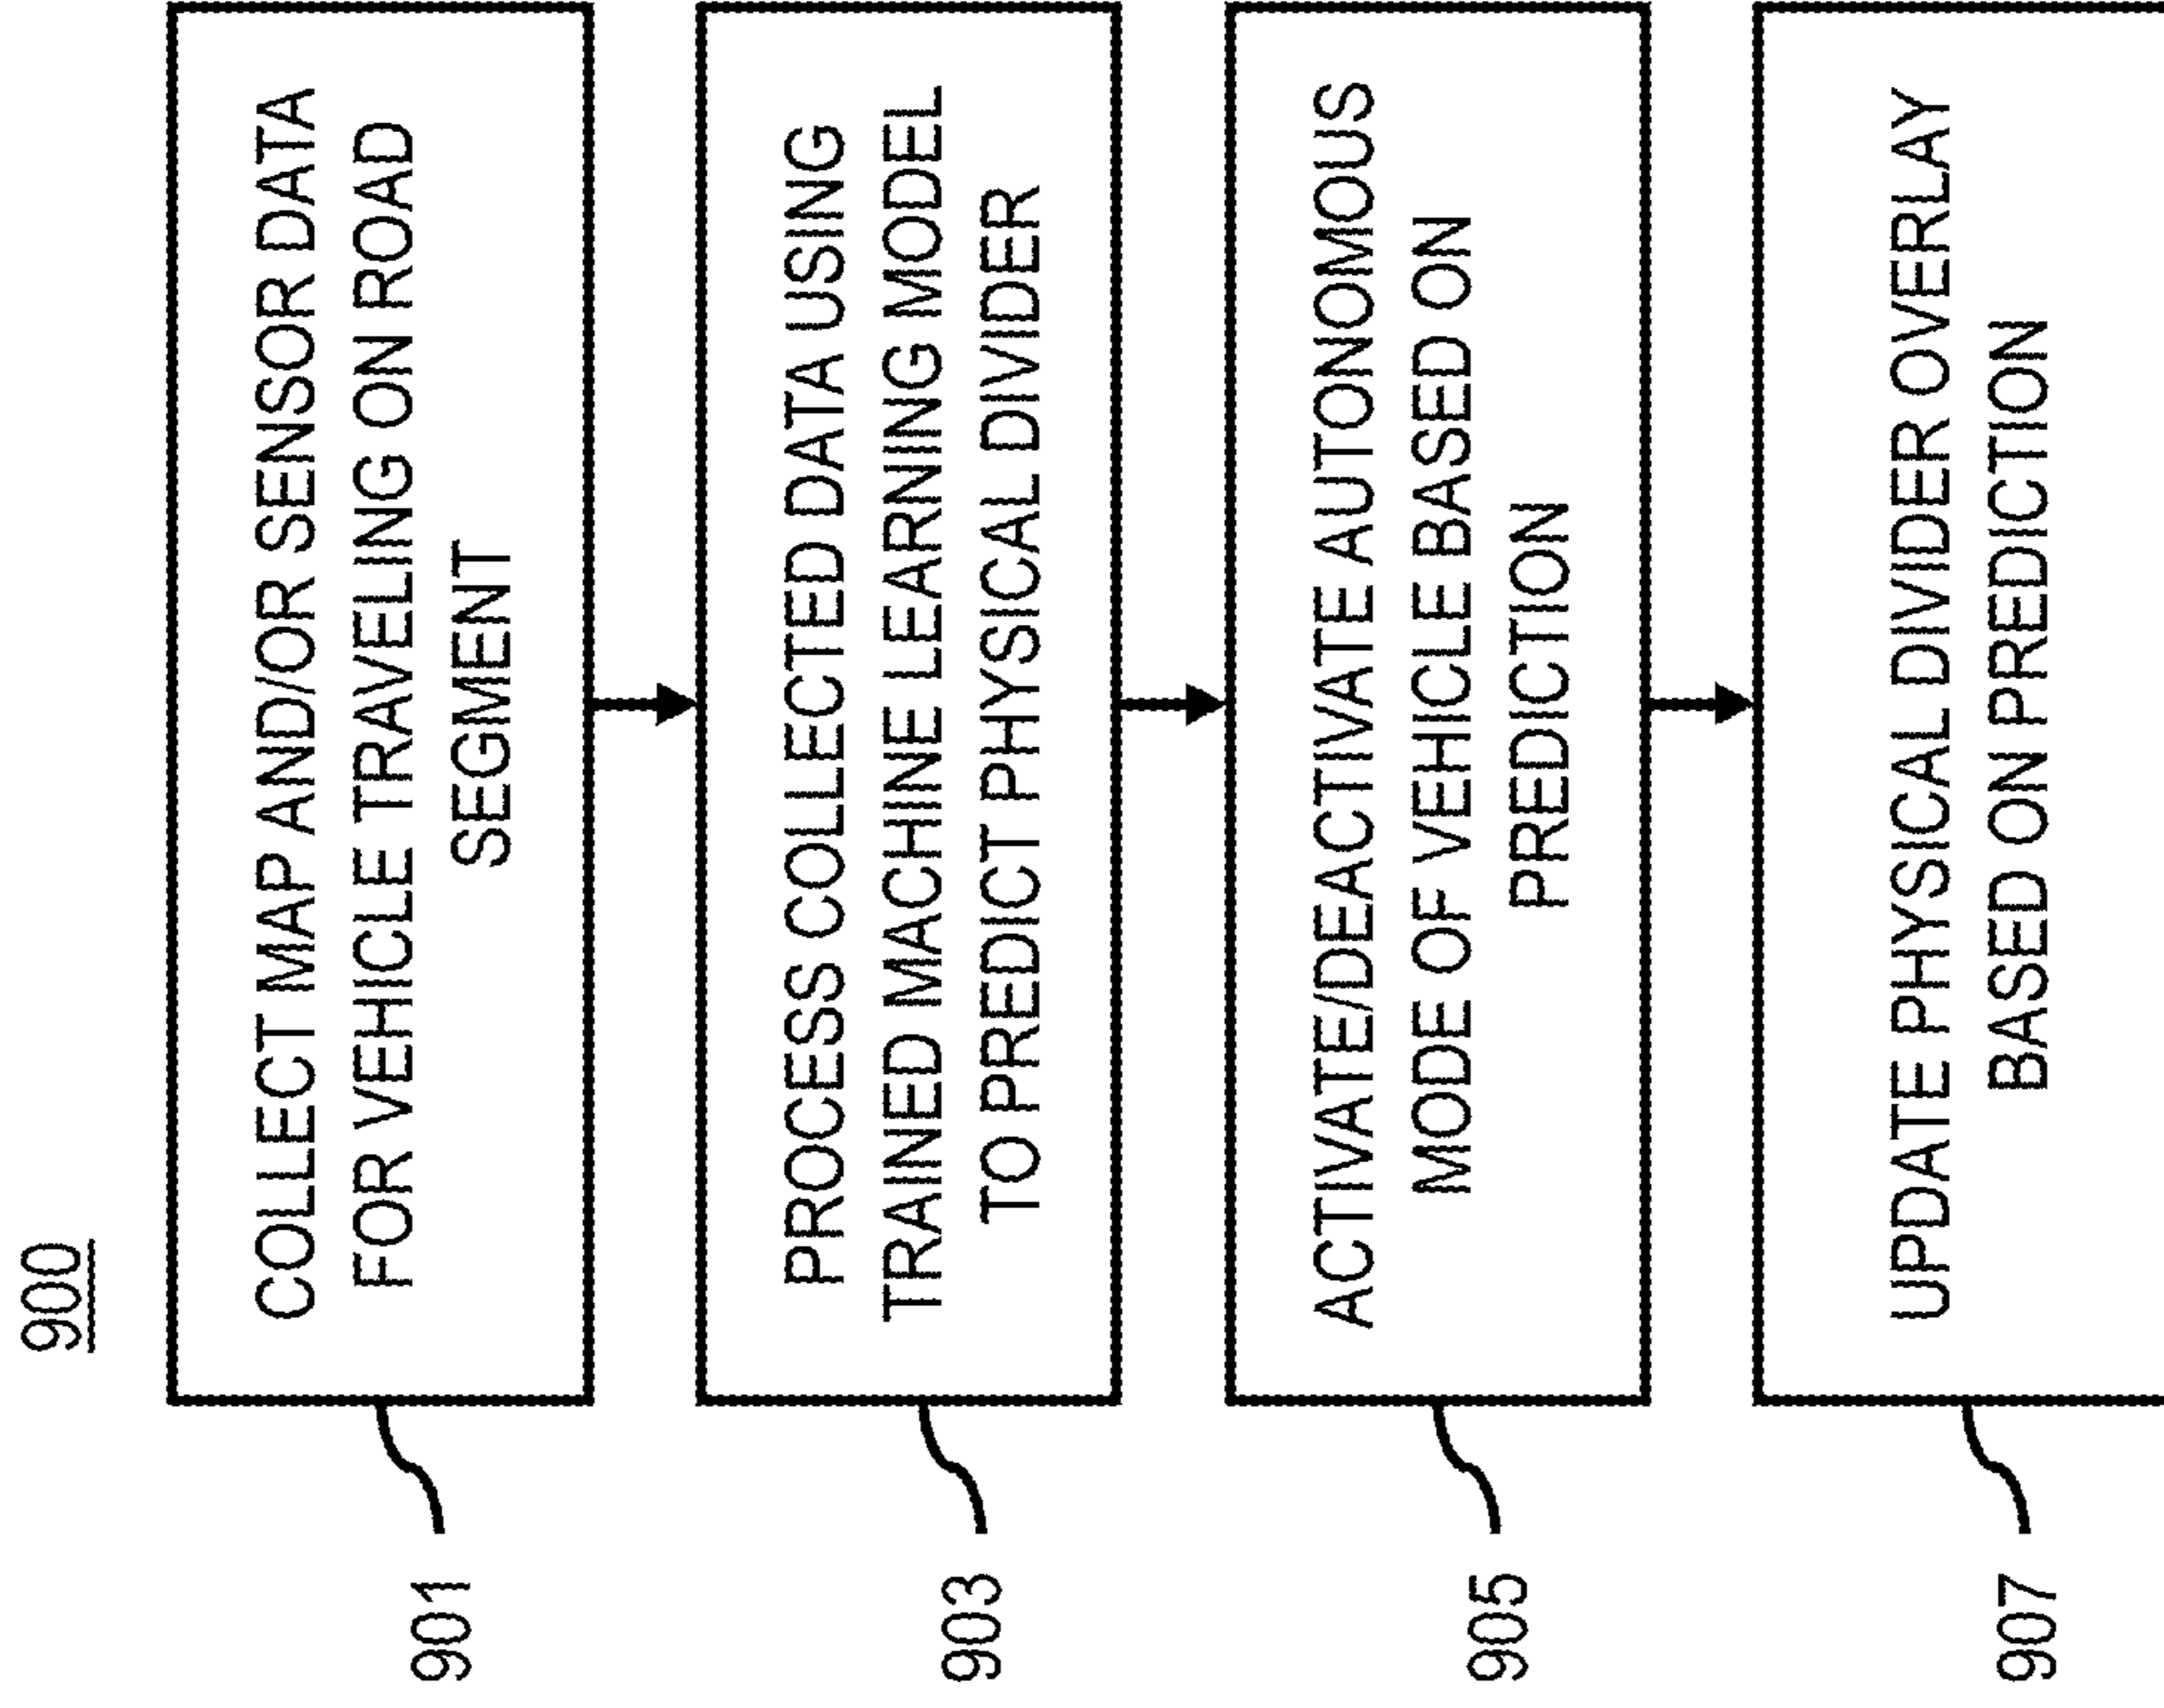 900
901
COLLECT MAP AND/OR SENSOR DATA
FOR VEHICLE TRAVELING ON ROAD
SEGMENT
903
PROCESS COLLECTED DATA USING
TRAINED MACHINE LEARNING MODEL
TO PREDICT PHYSICAL DIVIDER
905
ACTIVATE/DEACTIVATE AUTONOMOUS
MODE OF VEHICLE BASED ON
PREDICTION
907
UPDATE PHYSICAL DIVIDER OVERLAY
BASED ON PREDICTION